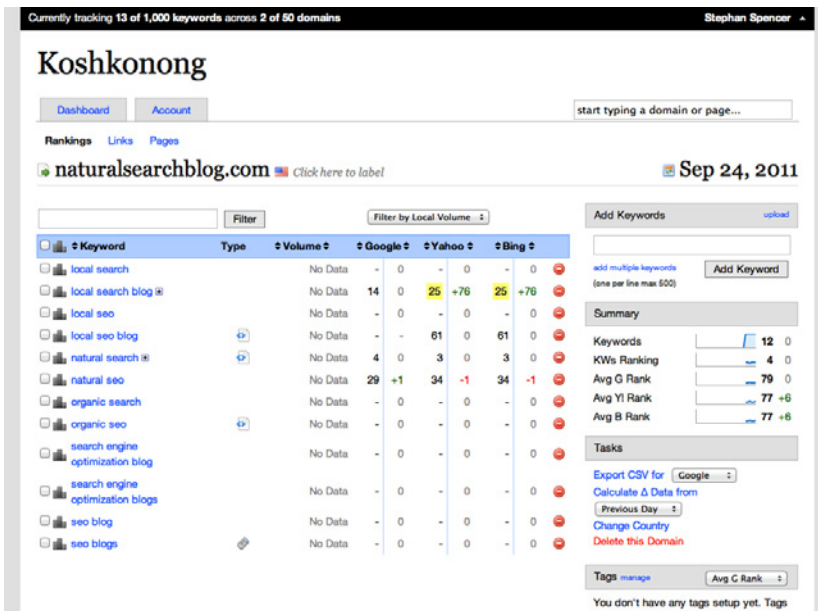 Currently tracking 13 of 1,000 keywords across 2 of 50 domains
Stephan Spencer
Koshkonong
Dashboard
Account
start typing a domain or page...
Rankings Links Pages
naturalsearchblog.com Click here to label
Sep 24, 2011
Filter
Filter by Local Volume
Keyword Type Volume Google Yahoo Bing
local search No Data - 0 - 0 - 0
local search blog No Data 14 0 25 +76 25 +76
local seo No Data - 0 - 0 - 0
local seo blog No Data - - 61 0 61 0
natural search No Data 4 0 3 0 3 0
natural seo No Data 29 +1 34 -1 34 -1
organic search No Data - 0 - 0 - 0
organic seo No Data - 0 - 0 - 0
search engine
optimization blog No Data - 0 - 0 - 0
search engine
optimization blogs No Data - 0 - 0 - 0
seo blog No Data - 0 - 0 - 0
seo blogs No Data - 0 - 0 - 0
Add Keywords upload
add multiple keywords
(one per line max 500)
Add Keyword
Summary
Keywords 12 0
KWs Ranking 4 0
Avg G Rank 79 0
Avg Y! Rank 77 +6
Avg B Rank 77 +6
Tasks
Export CSV for Google
Calculate Δ Data from
Previous Day
Change Country
Delete this Domain
Tags manage Avg G Rank
You don't have any tags setup yet. Tags